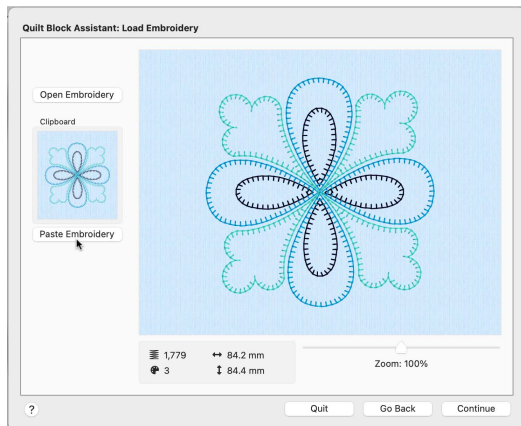 Quilt Block Assistant: Load Embroidery
Open Embroidery
Clipboard
Paste Embroidery
1,779 ↔ 84.2 mm
3 ↕ 84.4 mm
Zoom: 100%
? Quit Go Back Continue